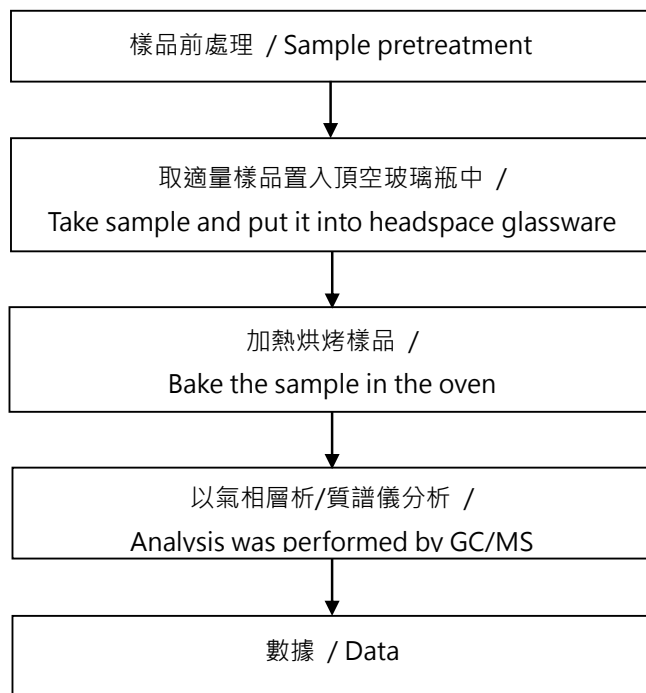 樣品前處理 / Sample pretreatment
取適量樣品置入頂空玻璃瓶中 /
Take sample and put it into headspace glassware
加熱烘烤樣品 /
Bake the sample in the oven
以氣相層析/質譜儀分析 /
Analysis was performed by GC/MS
數據 / Data